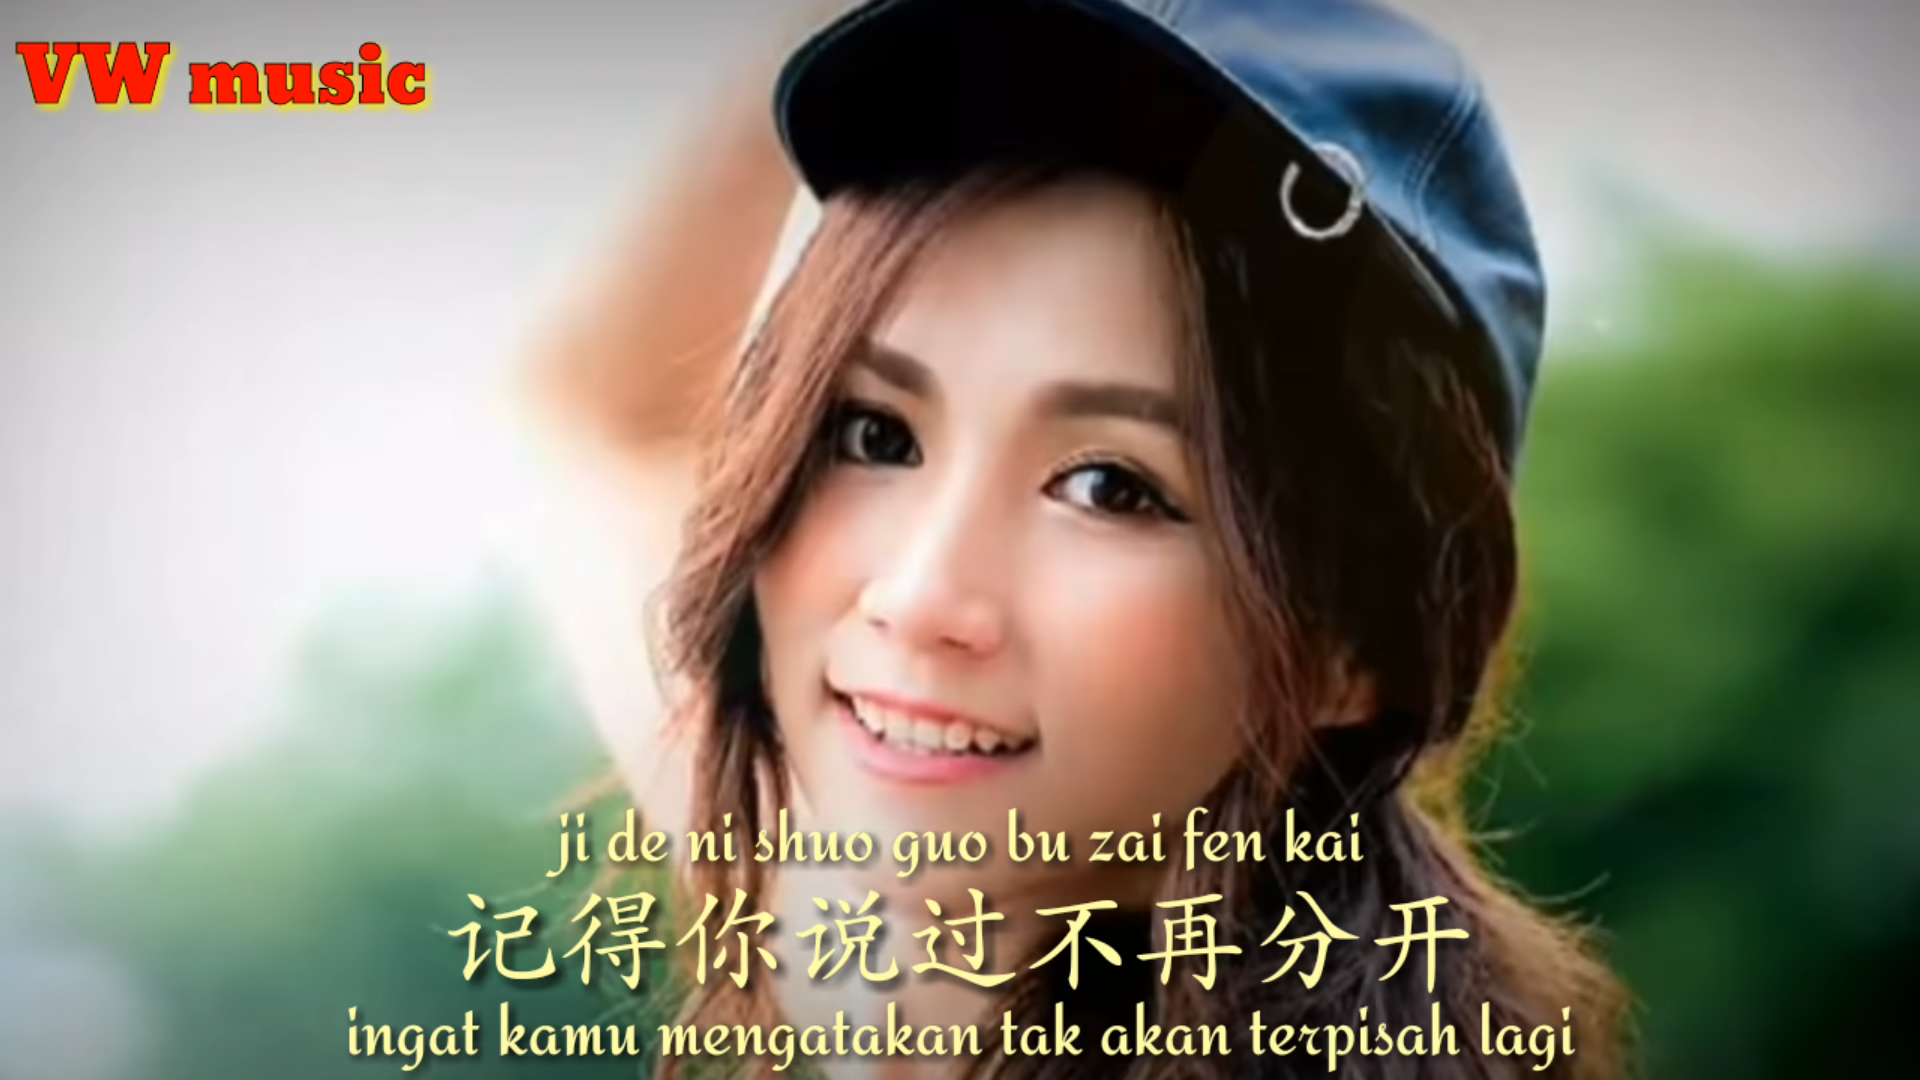 VW music
ji de ni shuo guo bu zai fen kai
记得你说过不再分开
ingat kamu mengatakan tak akan terpisah lagi